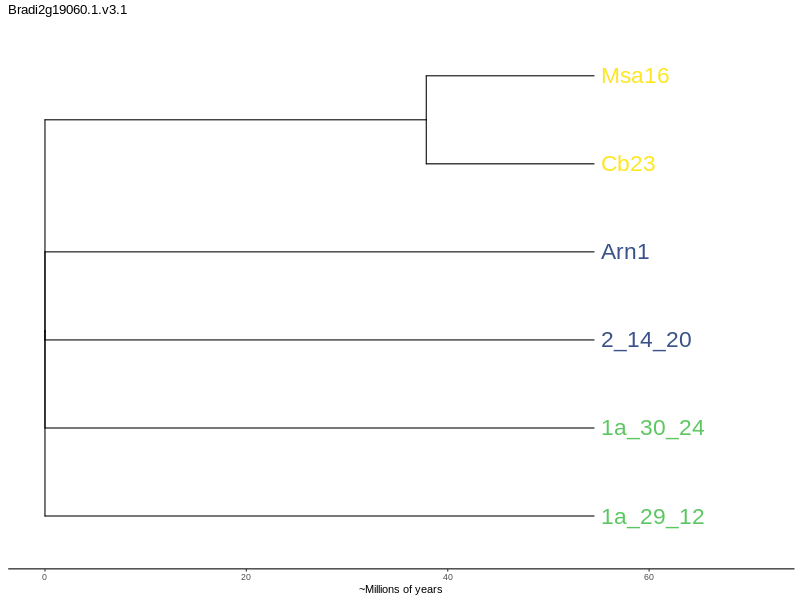 Bradi2g19060.1.v3.1
Msa16
Cb23
Arn1
2_14_20
1a_30_24
1a_29_12
0 20 40 60
~Millions of years